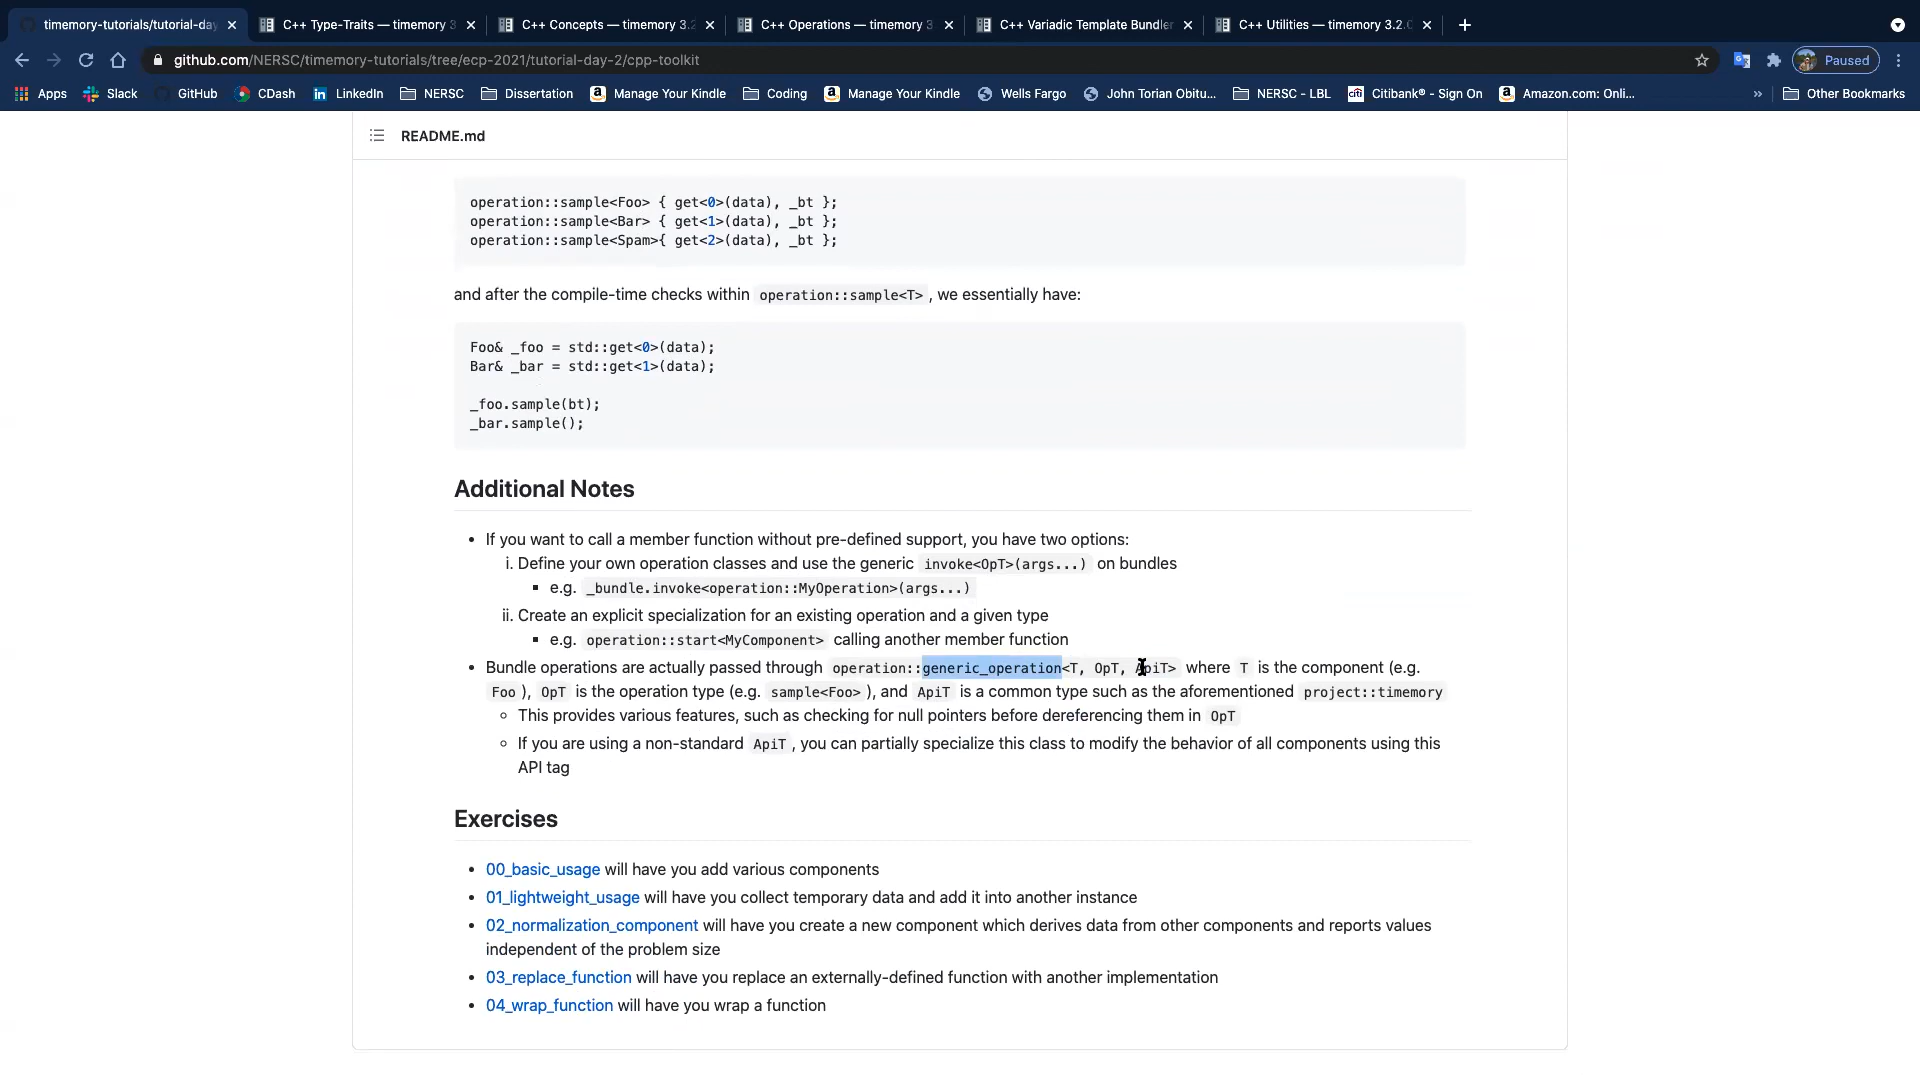 timemory-tutorials/tutorial-day
C++ Type-Traits — timemory 3
C++ Concepts — timemory 3.2
C++ Operations — timemory 3
C++ Variadic Template Bundler
C++ Utilities — timemory 3.2.0
github.com/NERSC/timemory-tutorials/tree/ecp-2021/tutorial-day-2/cpp-toolkit
Paused
Apps Slack GitHub CDash LinkedIn NERSC Dissertation Manage Your Kindle Coding Manage Your Kindle Wells Fargo John Torian Obitu... NERSC - LBL Citibank® - Sign On Amazon.com: Onli... » Other Bookmarks
README.md
operation::sample<Foo> { get<0>(data), _bt };
operation::sample<Bar> { get<1>(data), _bt };
operation::sample<Spam>{ get<2>(data), _bt };
and after the compile-time checks within operation::sample<T> , we essentially have:
Foo& _foo = std::get<0>(data);
Bar& _bar = std::get<1>(data);
_foo.sample(bt);
_bar.sample();
Additional Notes
• If you want to call a member function without pre-defined support, you have two options:
i. Define your own operation classes and use the generic invoke<OpT>(args...) on bundles
▪ e.g. _bundle.invoke<operation::MyOperation>(args...)
ii. Create an explicit specialization for an existing operation and a given type
▪ e.g. operation::start<MyComponent> calling another member function
• Bundle operations are actually passed through operation::generic_operation<T, OpT, ApiT> where T is the component (e.g.
Foo ), OpT is the operation type (e.g. sample<Foo> ), and ApiT is a common type such as the aforementioned project::timemory
○ This provides various features, such as checking for null pointers before dereferencing them in OpT
○ If you are using a non-standard ApiT , you can partially specialize this class to modify the behavior of all components using this
API tag
Exercises
• 00_basic_usage will have you add various components
• 01_lightweight_usage will have you collect temporary data and add it into another instance
• 02_normalization_component will have you create a new component which derives data from other components and reports values
independent of the problem size
• 03_replace_function will have you replace an externally-defined function with another implementation
• 04_wrap_function will have you wrap a function